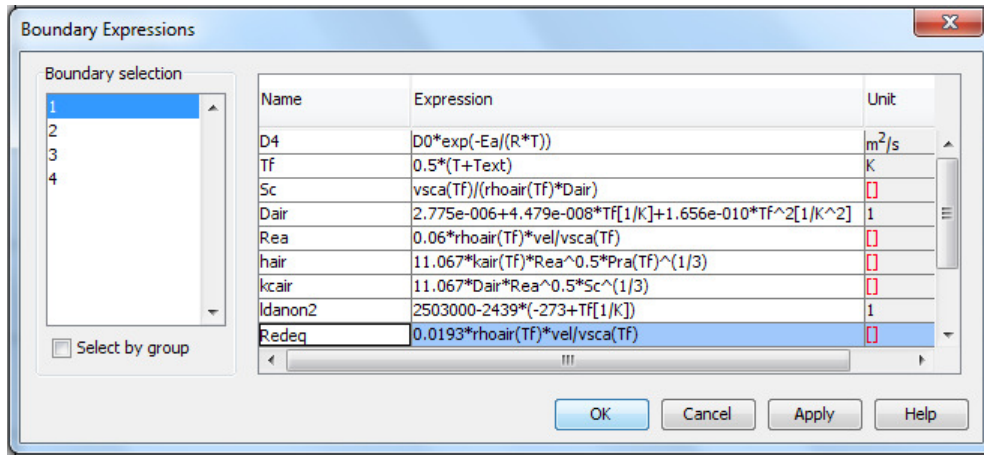 Boundary Expressions
Boundary selection
1
2
3
4
Select by group
Name Expression Unit
D4 D0*exp(-Ea/(R*T)) m²/s
Tf 0.5*(T+Text) K
Sc vsca(Tf)/(rhoair(Tf)*Dair) []
Dair 2.775e-006+4.479e-008*Tf[1/K]+1.656e-010*Tf^2[1/K^2] 1
Rea 0.06*rhoair(Tf)*vel/vsca(Tf) []
hair 11.067*kair(Tf)*Rea^0.5*Pra(Tf)^(1/3) []
kcair 11.067*Dair*Rea^0.5*Sc^(1/3) []
ldanon2 2503000-2439*(-273+Tf[1/K]) 1
Redeq 0.0193*rhoair(Tf)*vel/vsca(Tf) []
OK Cancel Apply Help